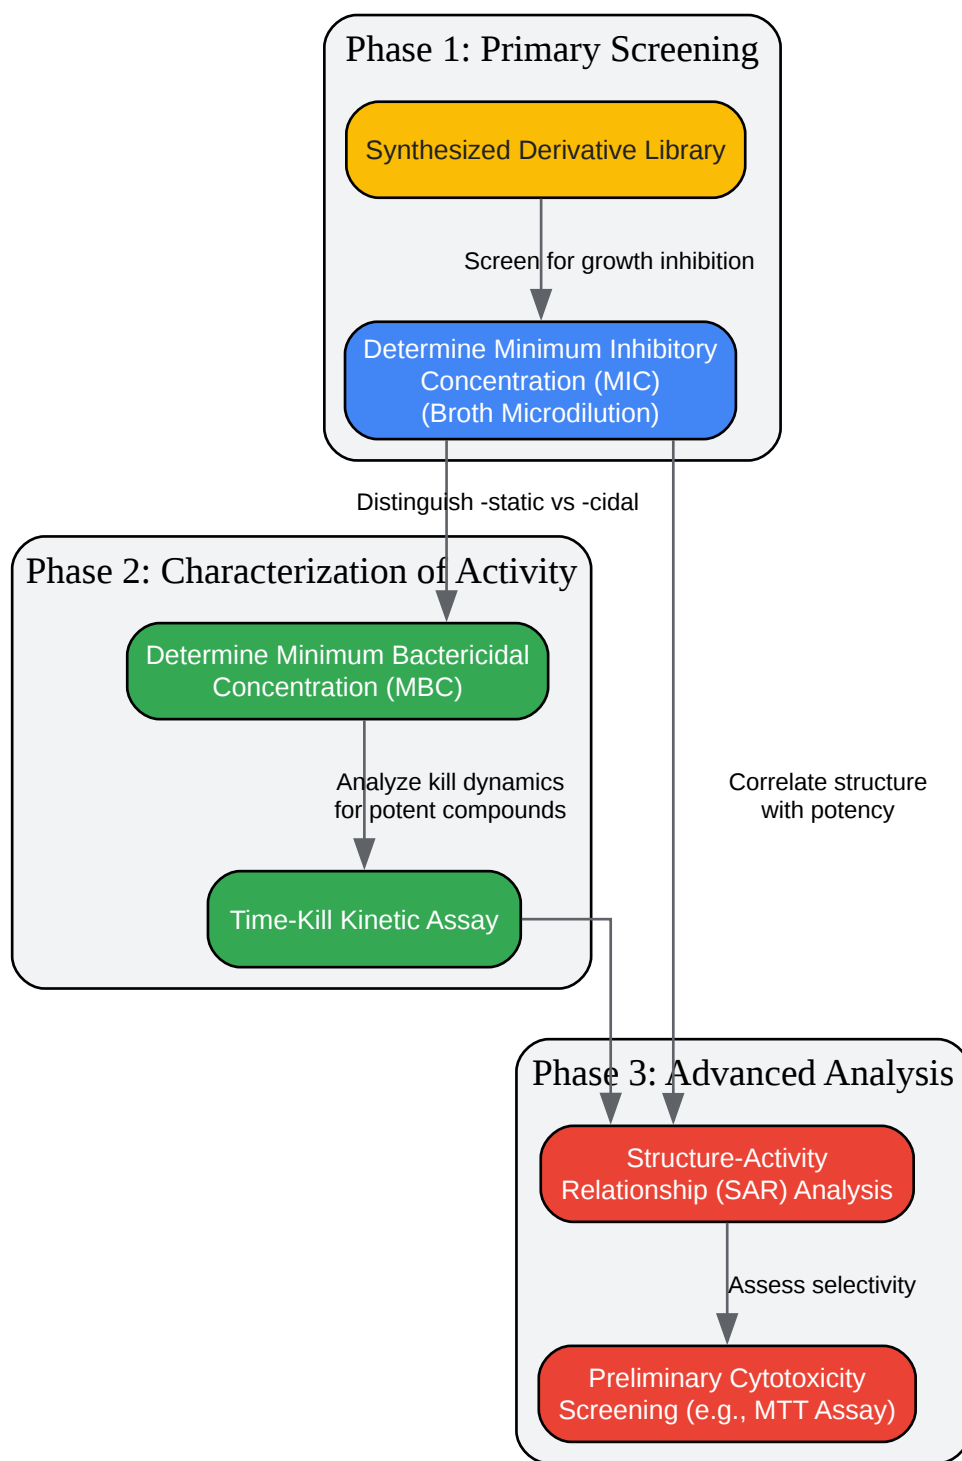 Phase 1: Primary Screening
Synthesized Derivative Library
Screen for growth inhibition
Determine Minimum Inhibitory
Concentration (MIC)
(Broth Microdilution)
Distinguish -static vs -cidal
Phase 2: Characterization of Activity
Determine Minimum Bactericidal
Concentration (MBC)
Analyze kill dynamics
for potent compounds
Correlate structure
with potency
Time-Kill Kinetic Assay
Phase 3: Advanced Analysis
Structure-Activity
Relationship (SAR) Analysis
Assess selectivity
Preliminary Cytotoxicity
Screening (e.g., MTT Assay)